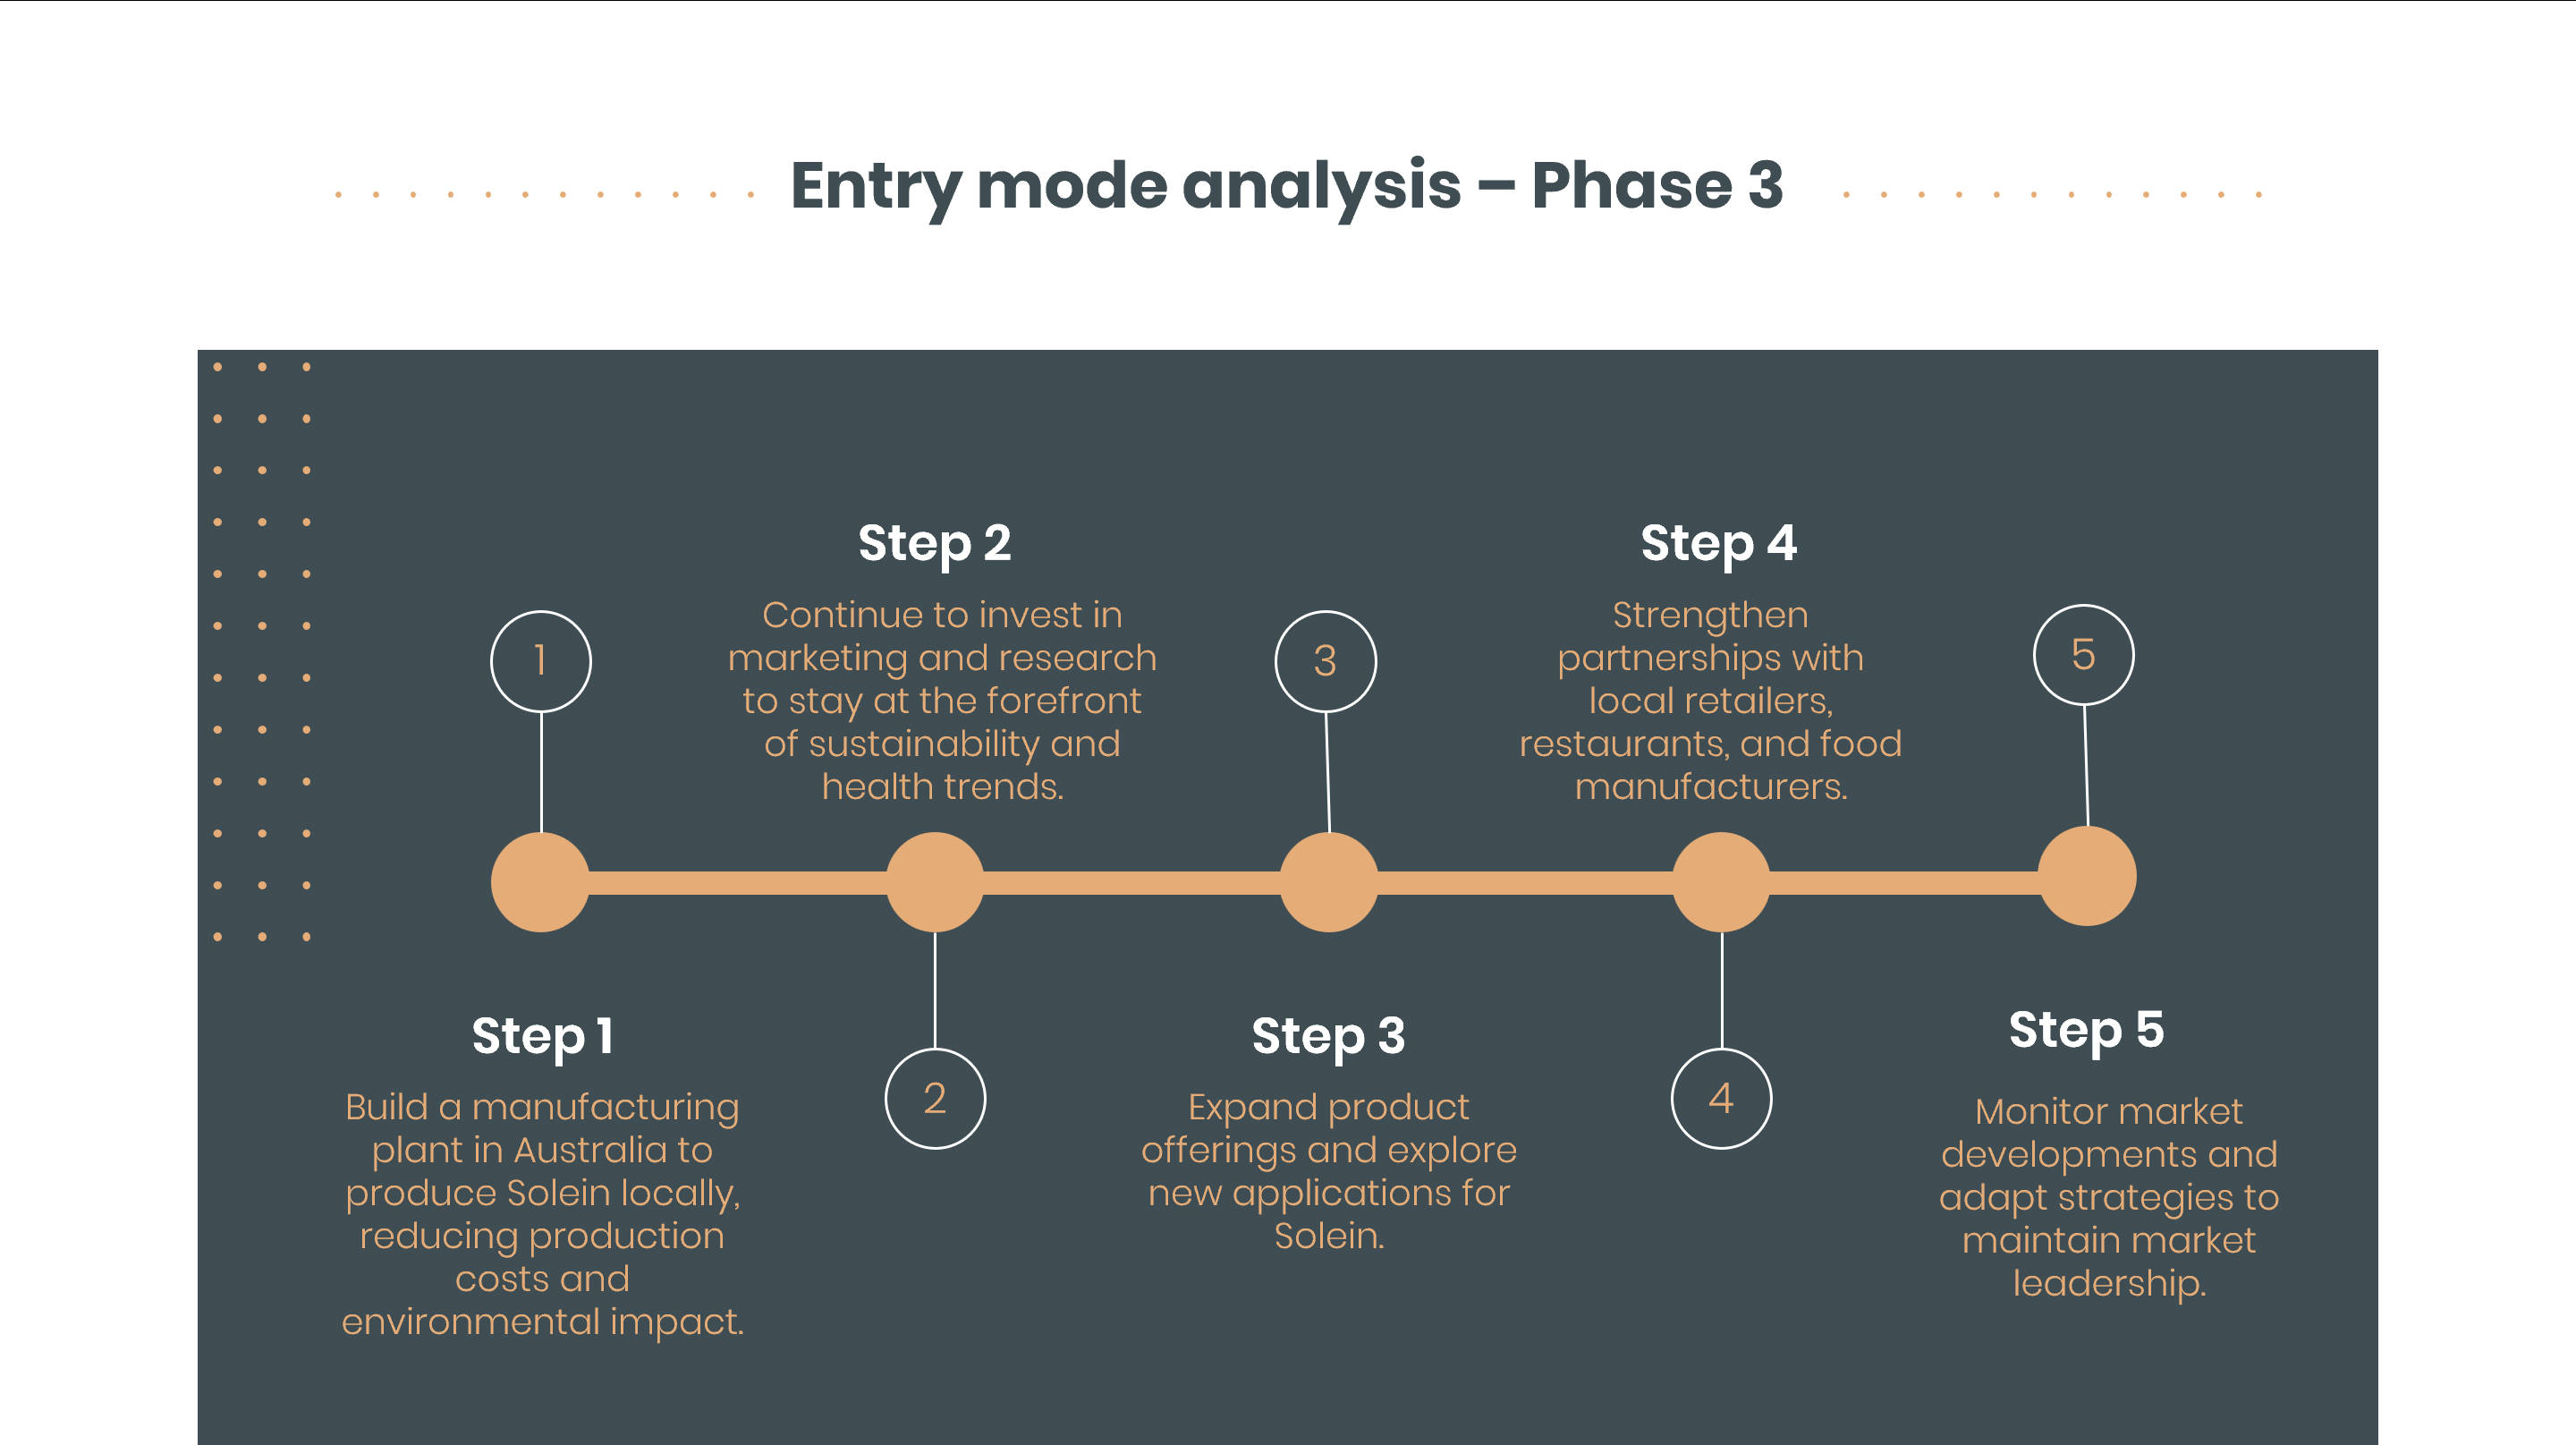 Entry mode analysis – Phase 3
1
Step 1
Build a manufacturing
plant in Australia to
produce Solein locally,
reducing production
costs and
environmental impact.
Step 2
Continue to invest in
marketing and research
to stay at the forefront
of sustainability and
health trends.
2
3
Step 3
Expand product
offerings and explore
new applications for
Solein.
Step 4
Strengthen
partnerships with
local retailers,
restaurants, and food
manufacturers.
4
5
Step 5
Monitor market
developments and
adapt strategies to
maintain market
leadership.